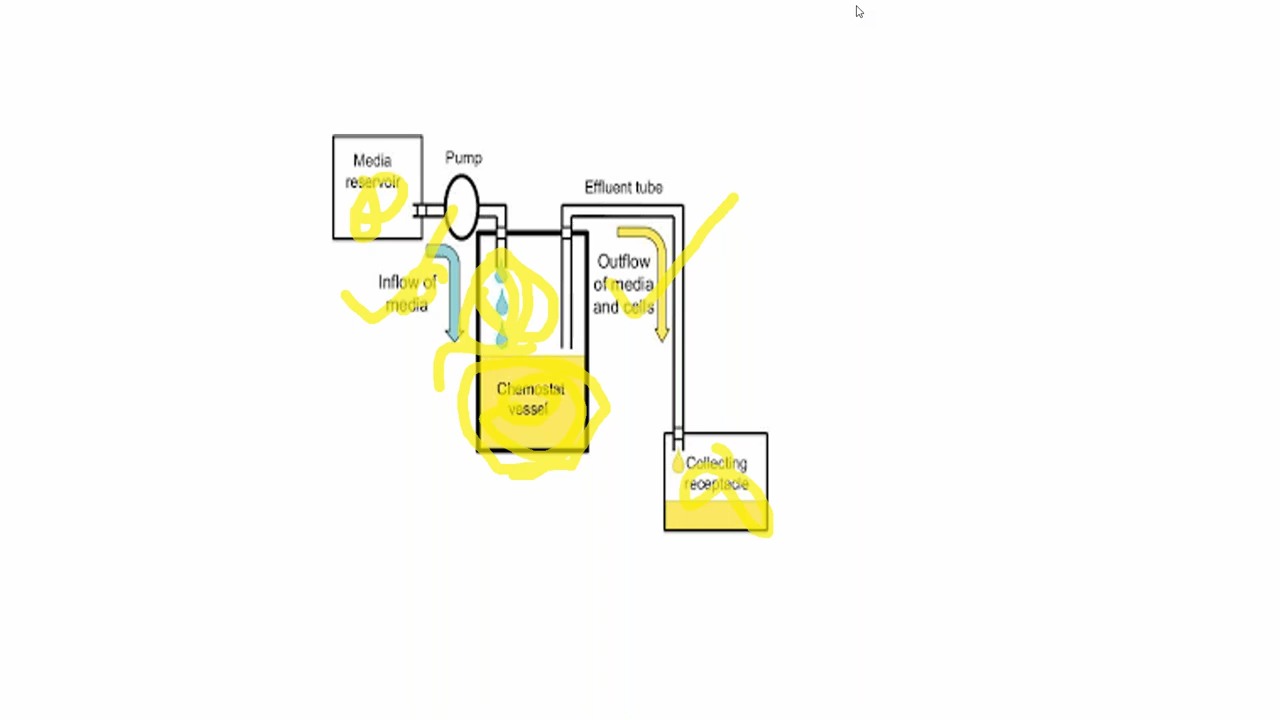 Media
reservoir
Pump
Effluent tube
Inflow of
media
Outflow
of media
and cells
Chemostat
vessel
Collecting
receptacle